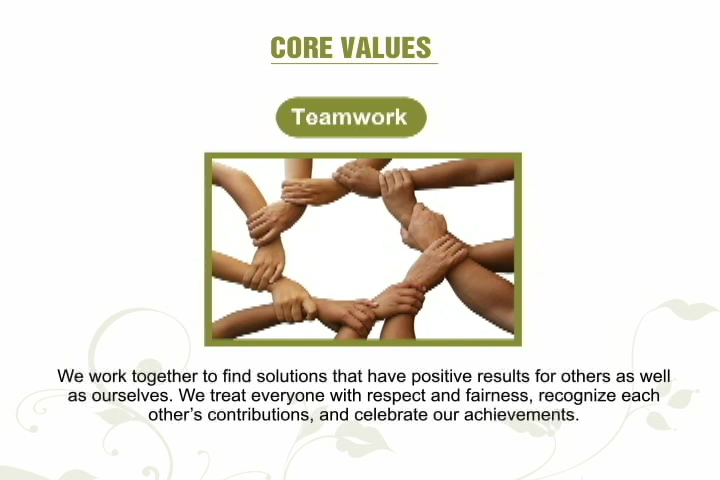 CORE VALUES
Teamwork
We work together to find solutions that have positive results for others as well
as ourselves. We treat everyone with respect and fairness, recognize each
other’s contributions, and celebrate our achievements.